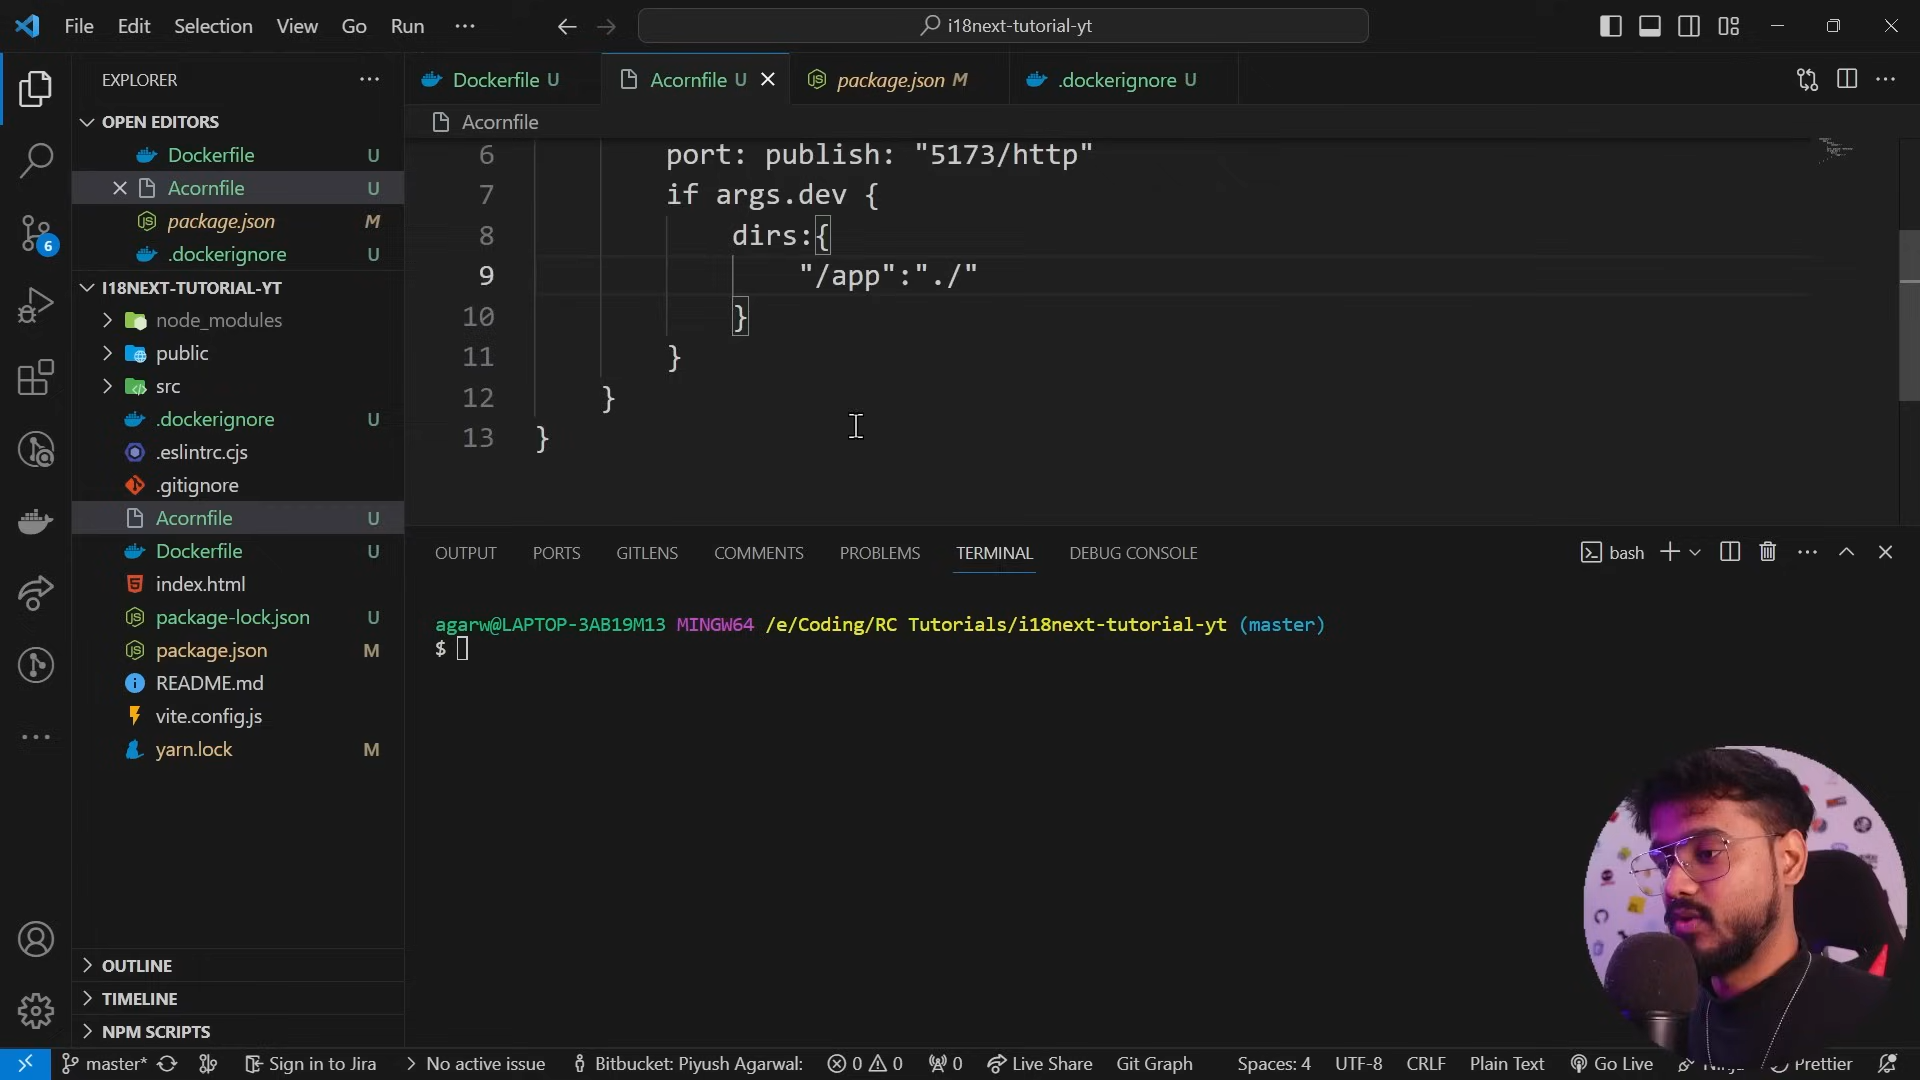 File Edit Selection View Go Run ···
i18next-tutorial-yt
EXPLORER ···
Dockerfile U
Acornfile U
package.json M
.dockerignore U
Acornfile
OPEN EDITORS
Dockerfile U
Acornfile U
package.json M
.dockerignore U
6
I18NEXT-TUTORIAL-YT
node_modules
public
src
.dockerignore U
.eslintrc.cjs
.gitignore
Acornfile U
Dockerfile U
index.html
package-lock.json U
package.json M
README.md
vite.config.js
yarn.lock M
OUTLINE
TIMELINE
NPM SCRIPTS
6 port: publish: "5173/http"
7 if args.dev {
8 dirs:{
9 "/app":"./"
10 }
11 }
12 }
13 }
OUTPUT PORTS GITLENS COMMENTS PROBLEMS TERMINAL DEBUG CONSOLE
bash
agarw@LAPTOP-3AB19M13 MINGW64 /e/Coding/RC Tutorials/i18next-tutorial-yt (master)
$
master* Sign in to Jira No active issue Bitbucket: Piyush Agarwal: 0 0 0 Live Share Git Graph Spaces: 4 UTF-8 CRLF Plain Text Go Live Prettier